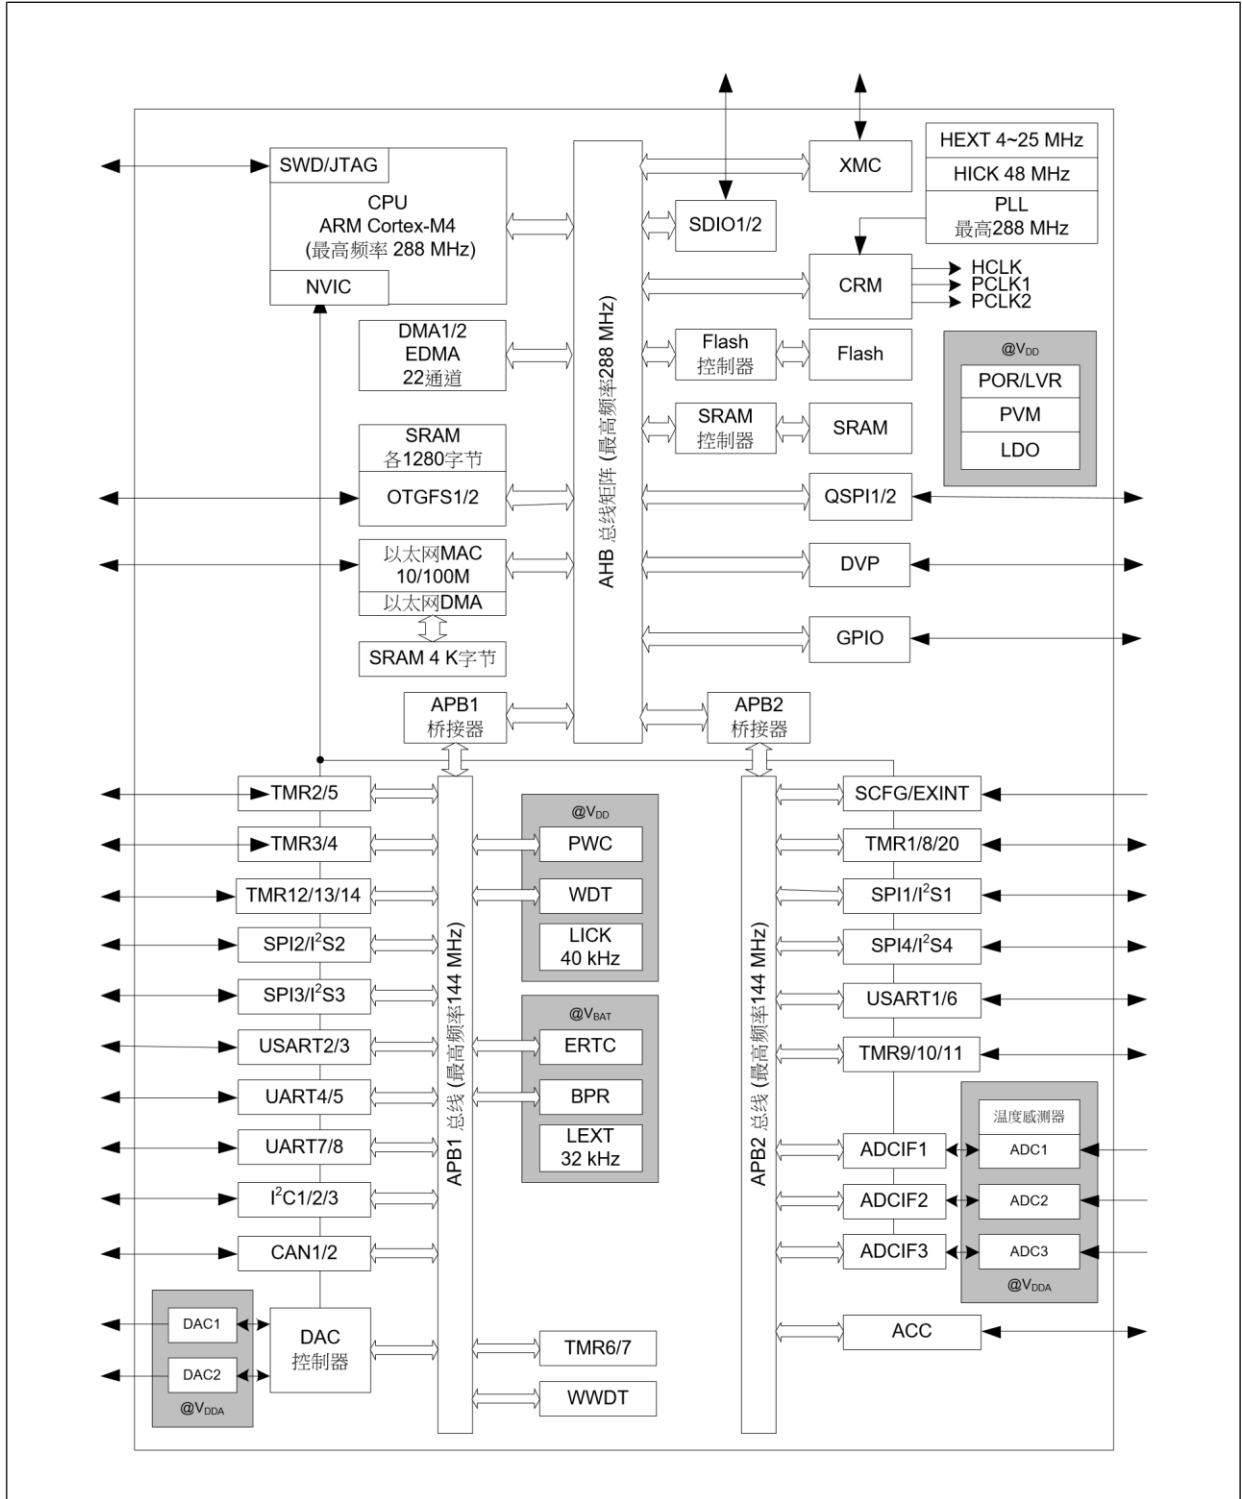 SWD/JTAG
CPU
ARM Cortex-M4
(最高频率 288 MHz)
NVIC
DMA1/2
EDMA
22通道
SRAM
各1280字节
OTGFS1/2
以太网MAC
10/100M
以太网DMA
SRAM 4 K字节
APB1
桥接器
AHB 总线矩阵 (最高频率288 MHz)
XMC
SDIO1/2
CRM
HEXT 4~25 MHz
HICK 48 MHz
PLL
最高288 MHz
HCLK
PCLK1
PCLK2
Flash
控制器
Flash
SRAM
控制器
SRAM
@VDD
POR/LVR
PVM
LDO
QSPI1/2
DVP
GPIO
APB2
桥接器
TMR2/5
TMR3/4
TMR12/13/14
SPI2/I²S2
SPI3/I²S3
USART2/3
UART4/5
UART7/8
I²C1/2/3
CAN1/2
DAC1
DAC2
@VDDA
DAC
控制器
APB1 总线 (最高频率144 MHz)
@VDD
PWC
WDT
LICK
40 kHz
@VBAT
ERTC
BPR
LEXT
32 kHz
TMR6/7
WWDT
APB2 总线 (最高频率144 MHz)
SCFG/EXINT
TMR1/8/20
SPI1/I²S1
SPI4/I²S4
USART1/6
TMR9/10/11
ADCIF1
ADCIF2
ADCIF3
温度感测器
ADC1
ADC2
ADC3
@VDDA
ACC